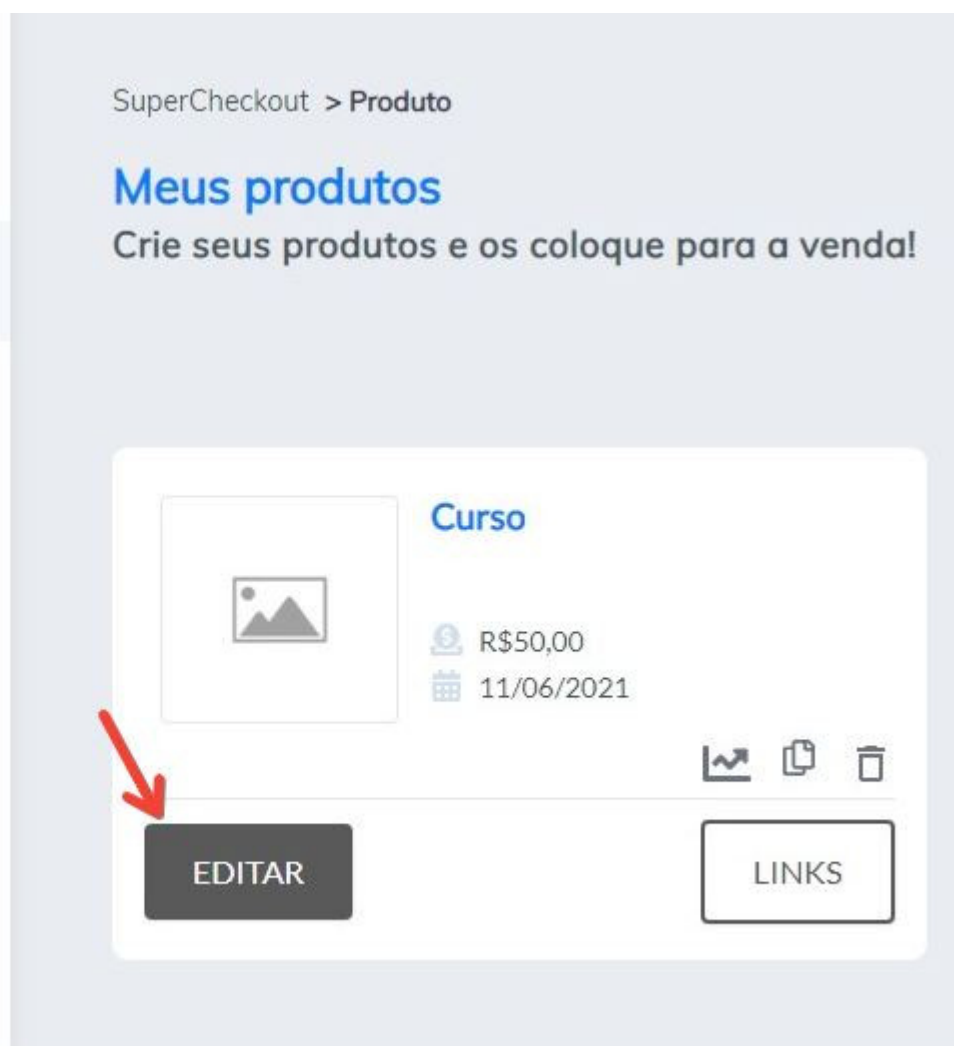 SuperCheckout > Produto
Meus produtos
Crie seus produtos e os coloque para a venda!
Curso
R$50,00
11/06/2021
EDITAR
LINKS